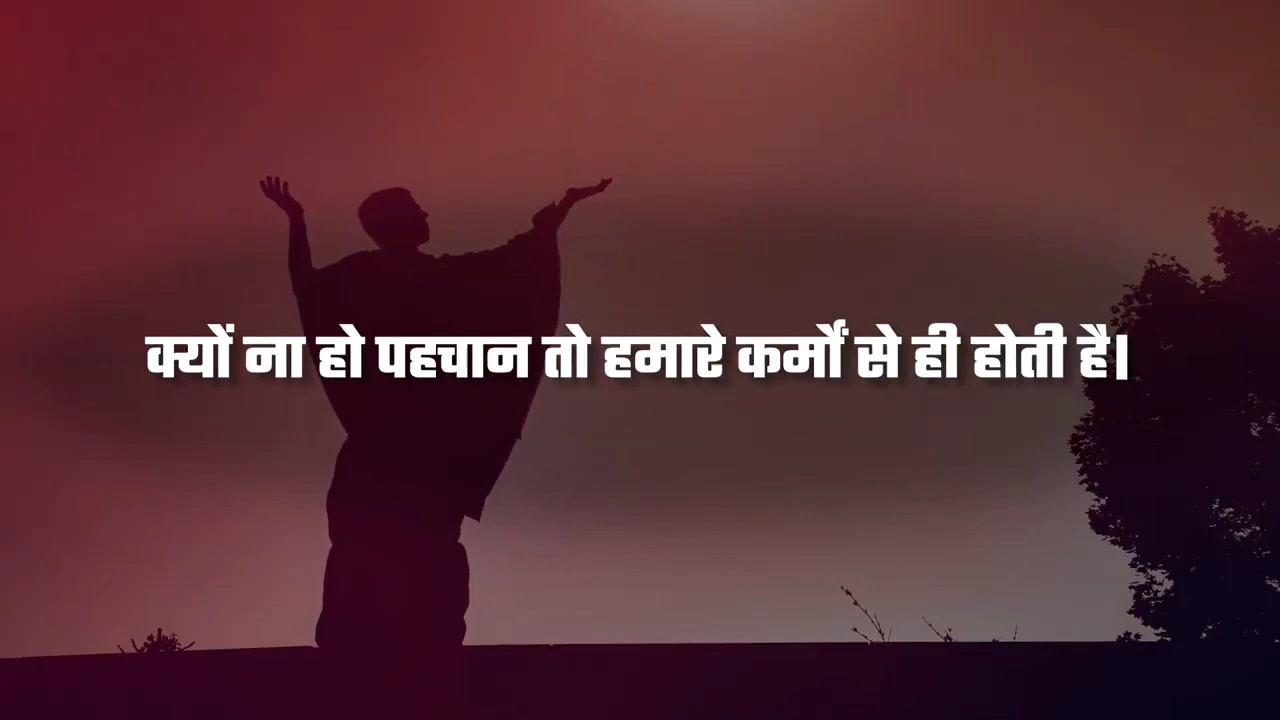 क्यों ना हो पहचान तो हमारे कर्मों से ही होती है।